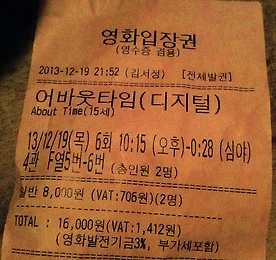 영화입장권
(영수증 겸용)
2013-12-19 21:52 (김서정) [전체발권]
어바웃타임(디지털)
About Time(15세)
13/12/19(목) 6회 10:15 (오후)-0:28 (심야)
4관 F열5번-6번 (총인원 2명)
일반 8,000원 (VAT:706원)(2명)
TOTAL : 16,000원(VAT:1,412원)
(영화발전기금3%, 부가세포함)